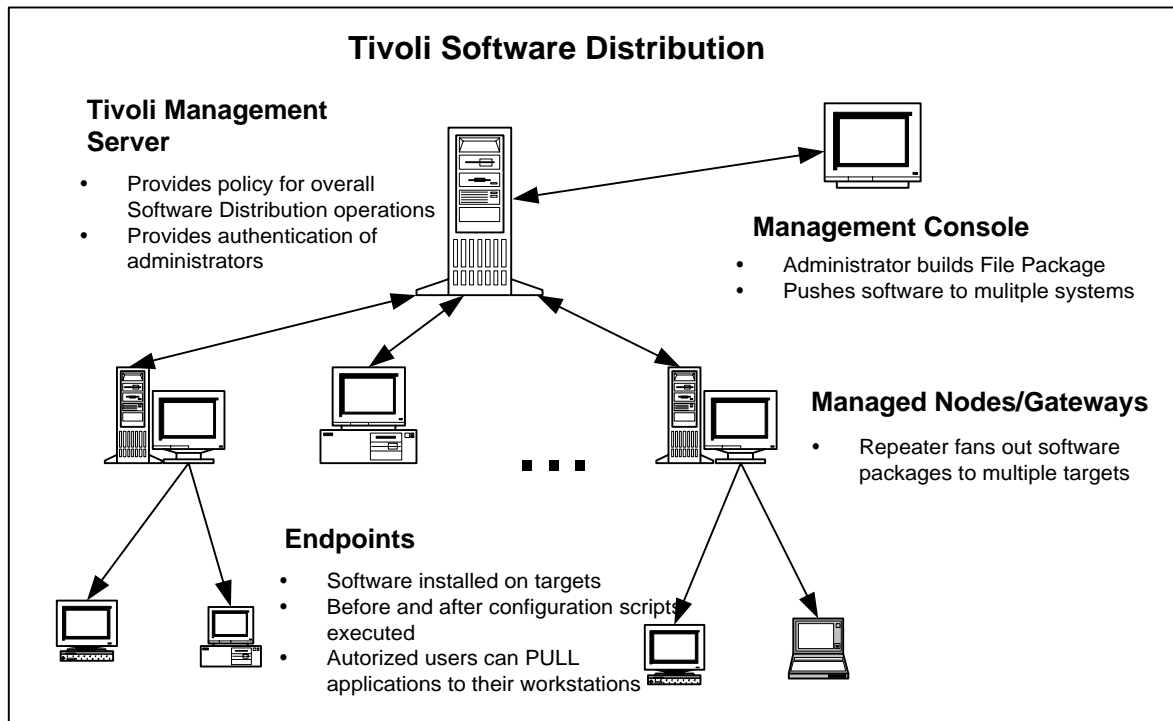 Tivoli Software Distribution
Tivoli Management
Server
• Provides policy for overall
Software Distribution operations
• Provides authentication of
administrators
Management Console
• Administrator builds File Package
• Pushes software to mulitple systems
Managed Nodes/Gateways
• Repeater fans out software
packages to multiple targets
. . .
Endpoints
• Software installed on targets
• Before and after configuration scripts
executed
• Autorized users can PULL
applications to their workstations